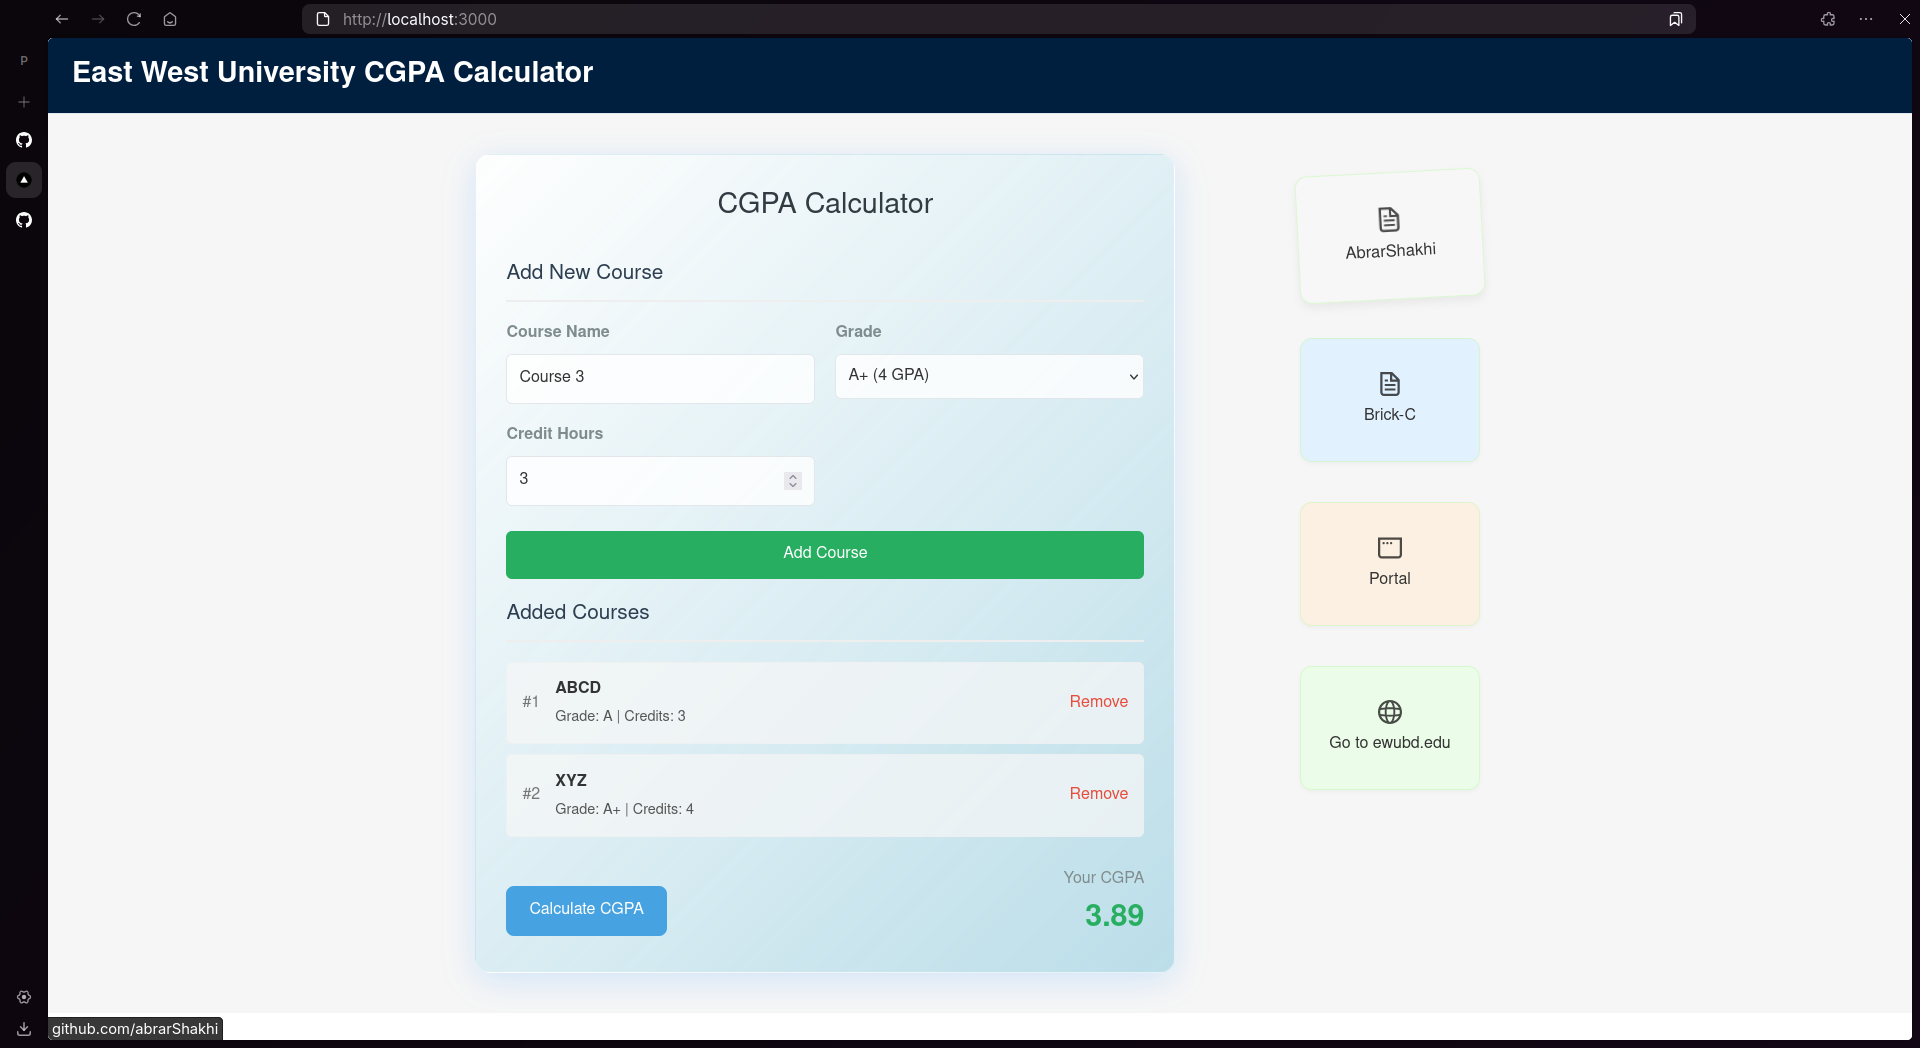 http://localhost:3000
P
East West University CGPA Calculator
CGPA Calculator
Add New Course
Course Name
Grade
Course 3
A+ (4 GPA)
Credit Hours
3
Add Course
Added Courses
#1
ABCD
Grade: A | Credits: 3
Remove
#2
XYZ
Grade: A+ | Credits: 4
Remove
Calculate CGPA
Your CGPA
3.89
AbrarShakhi
Brick-C
Portal
Go to ewubd.edu
github.com/abrarShakhi